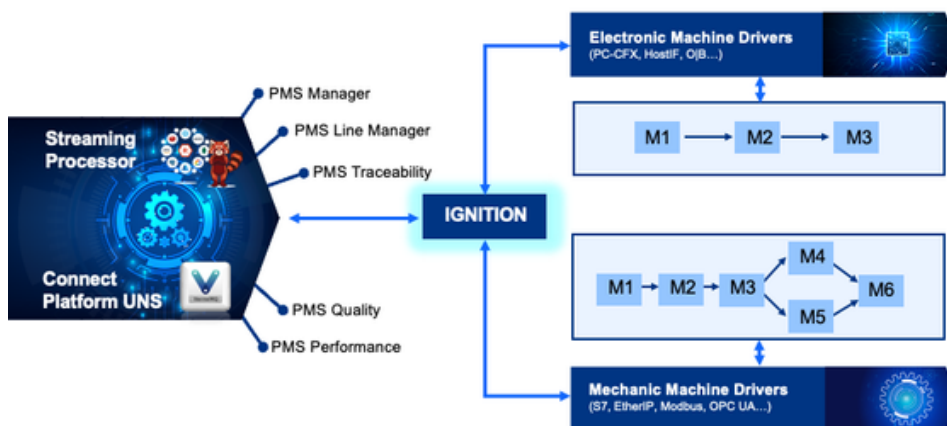 Streaming
Processor
Connect
Platform UNS
PMS Manager
PMS Line Manager
PMS Traceability
PMS Quality
PMS Performance
IGNITION
Electronic Machine Drivers
(PC-CFX, HostIF, O|B...)
M1
M2
M3
M1
M2
M3
M4
M5
M6
Mechanic Machine Drivers
(S7, EtherIP, Modbus, OPC UA...)